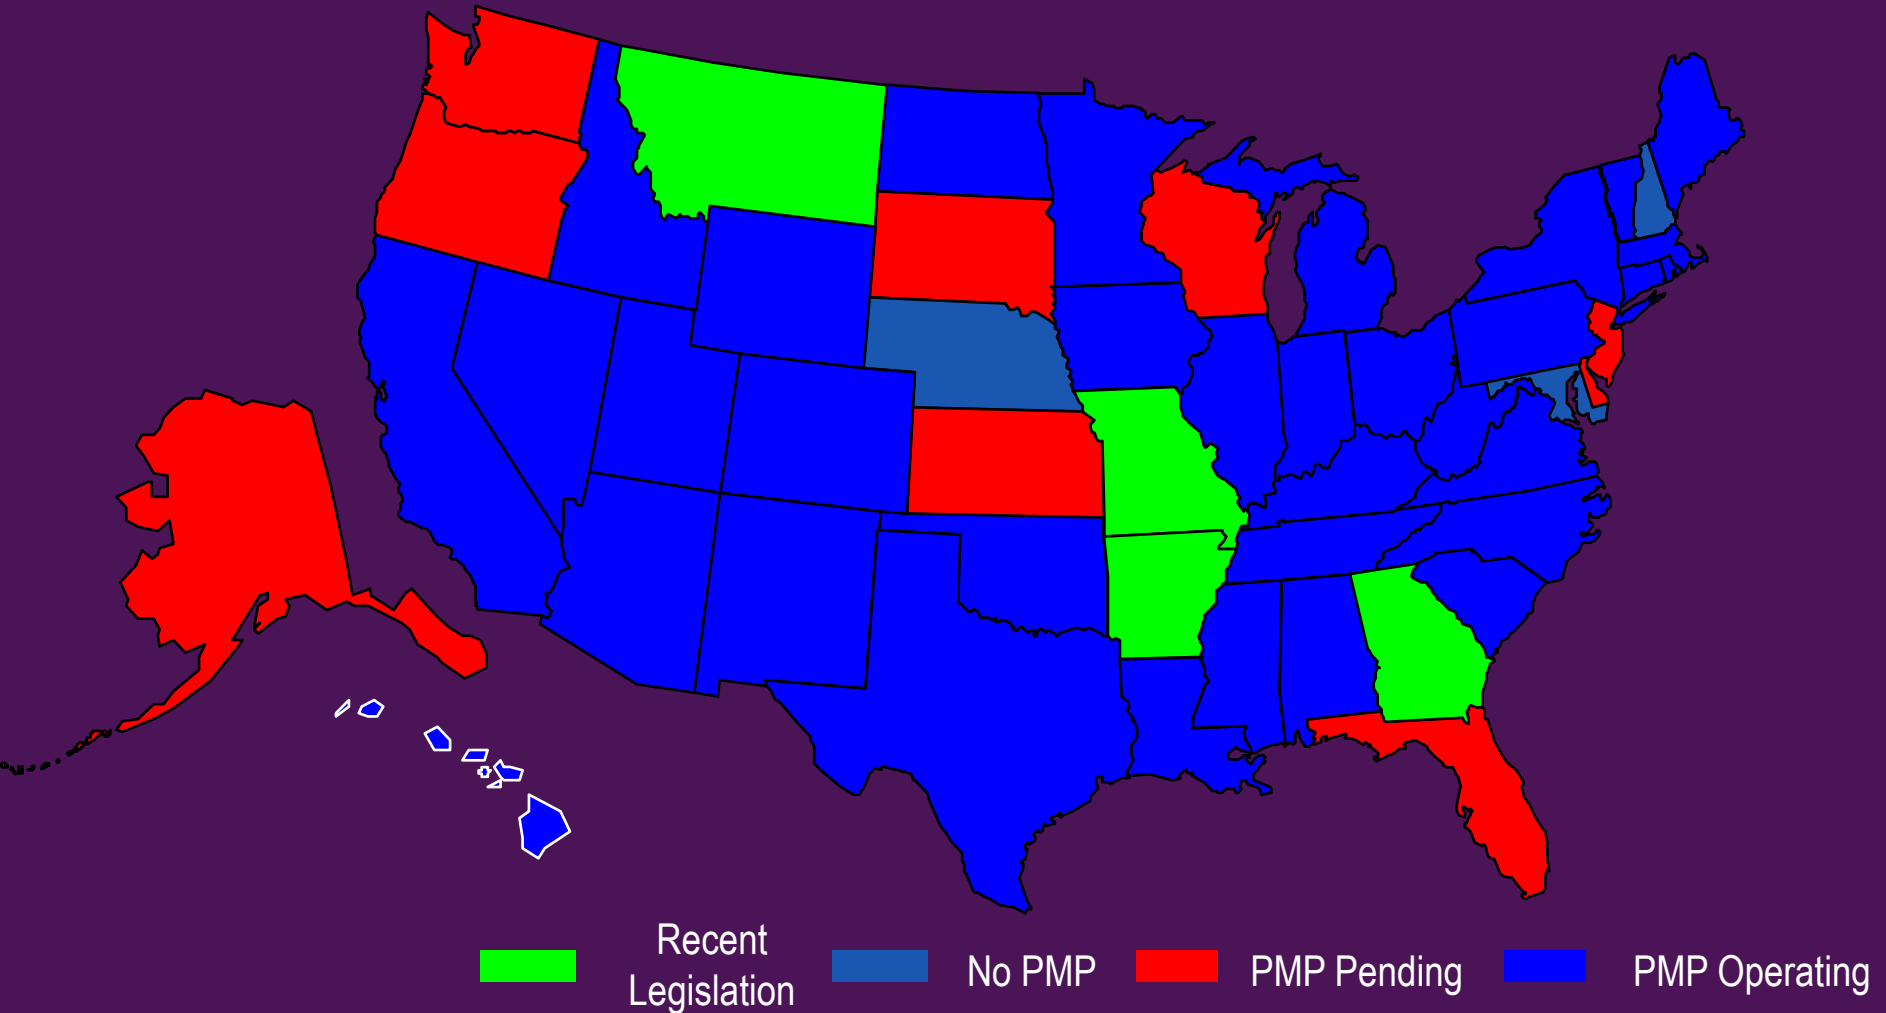 Recent
Legislation
No PMP
PMP Pending
PMP Operating